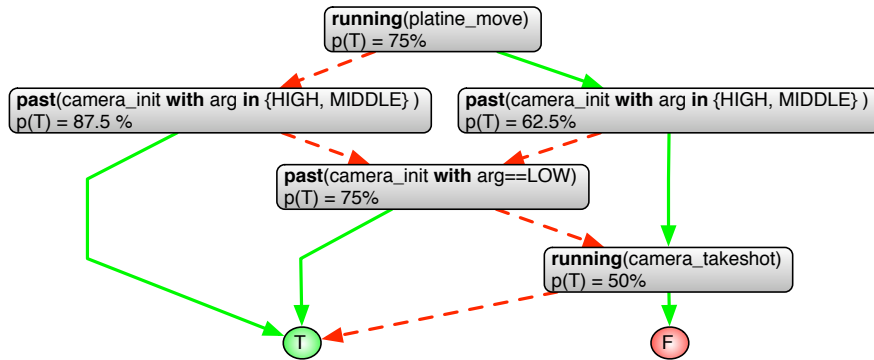 running(platine_move)
p(T) = 75%
past(camera_init with arg in {HIGH, MIDDLE} )
p(T) = 87.5 %
past(camera_init with arg in {HIGH, MIDDLE} )
p(T) = 62.5%
past(camera_init with arg==LOW)
p(T) = 75%
running(camera_takeshot)
p(T) = 50%
T
F